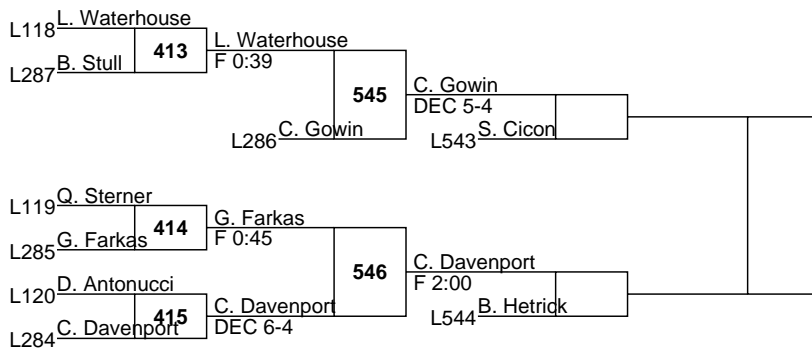 L. Waterhouse
L118
413
L. Waterhouse
F 0:39
B. Stull
L287
545
C. Gowin
DEC 5-4
C. Gowin
L286
S. Cicon
L543
Q. Sterner
L119
414
G. Farkas
F 0:45
G. Farkas
L285
546
C. Davenport
F 2:00
D. Antonucci
L120
415
C. Davenport
DEC 6-4
C. Davenport
L284
B. Hetrick
L544